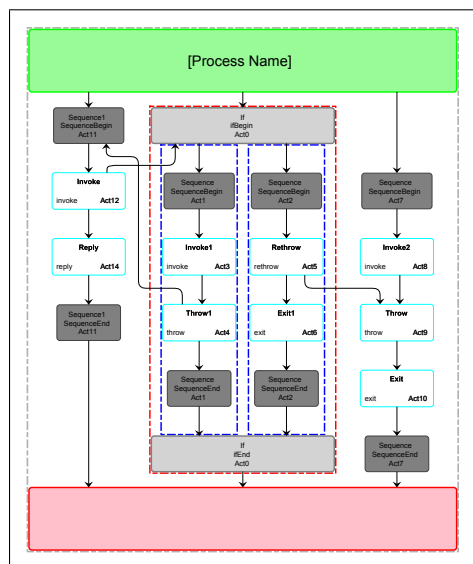 [Process Name]
Sequence1
SequenceBegin
Act11
If
ifBegin
Act0
Sequence
SequenceBegin
Act1
Sequence
SequenceBegin
Act2
Sequence
SequenceBegin
Act7
Invoke
invoke Act12
Reply
reply Act14
Invoke1
invoke Act3
Rethrow
rethrow Act5
Invoke2
invoke Act8
Sequence1
SequenceEnd
Act11
Throw1
throw Act4
Exit1
exit Act6
Throw
throw Act9
Sequence
SequenceEnd
Act1
Sequence
SequenceEnd
Act2
Exit
exit Act10
If
ifEnd
Act0
Sequence
SequenceEnd
Act7